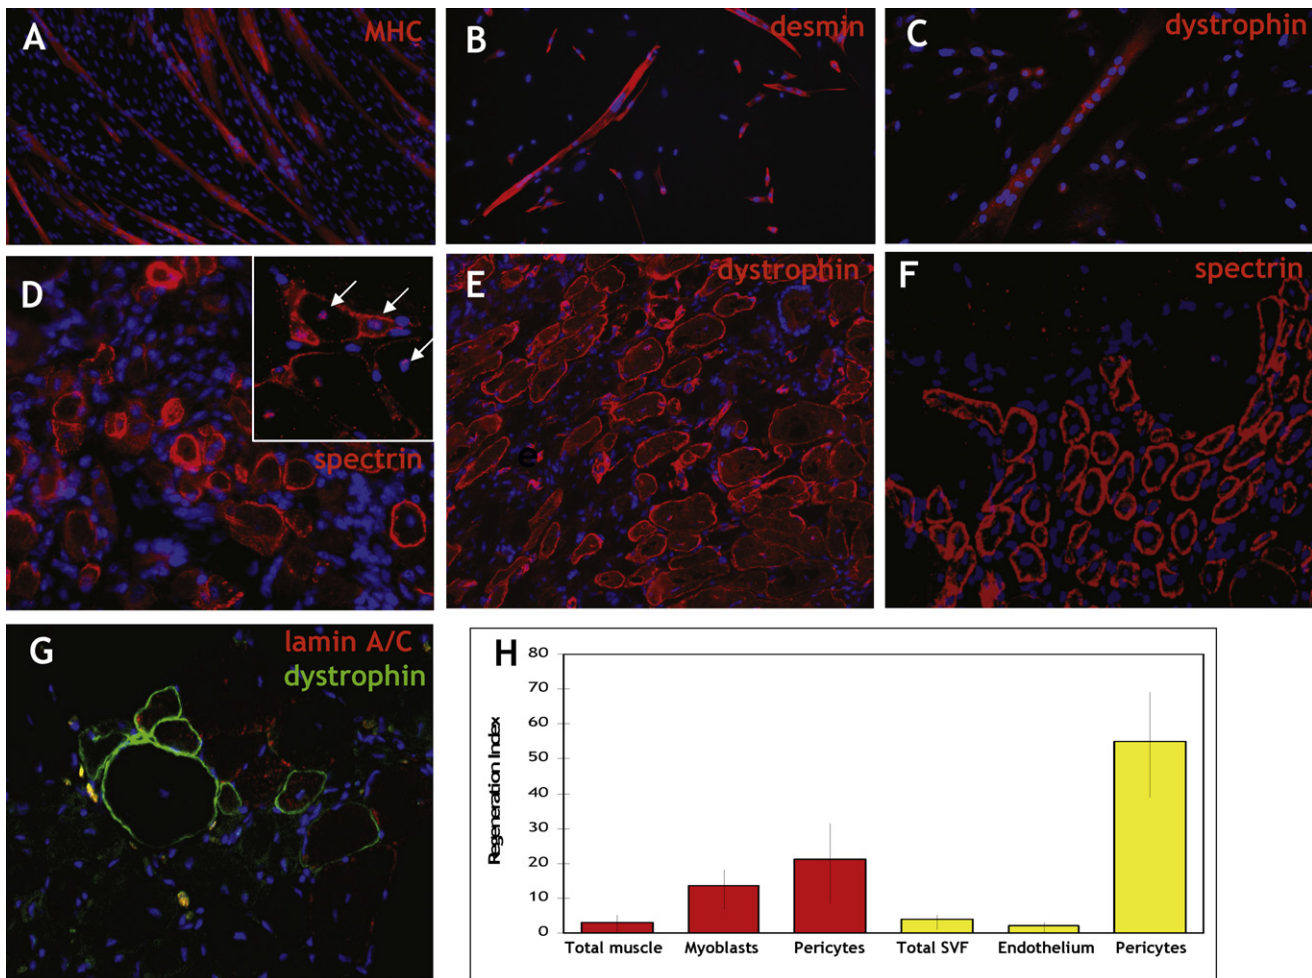 A MHC
B desmin
C dystrophin
D
spectrin
E dystrophin
e
F spectrin
G lamin A/C
dystrophin
H
Regeneration Index
80
70
60
50
40
30
20
10
0
Total muscle Myoblasts Pericytes Total SVF Endothelium Pericytes